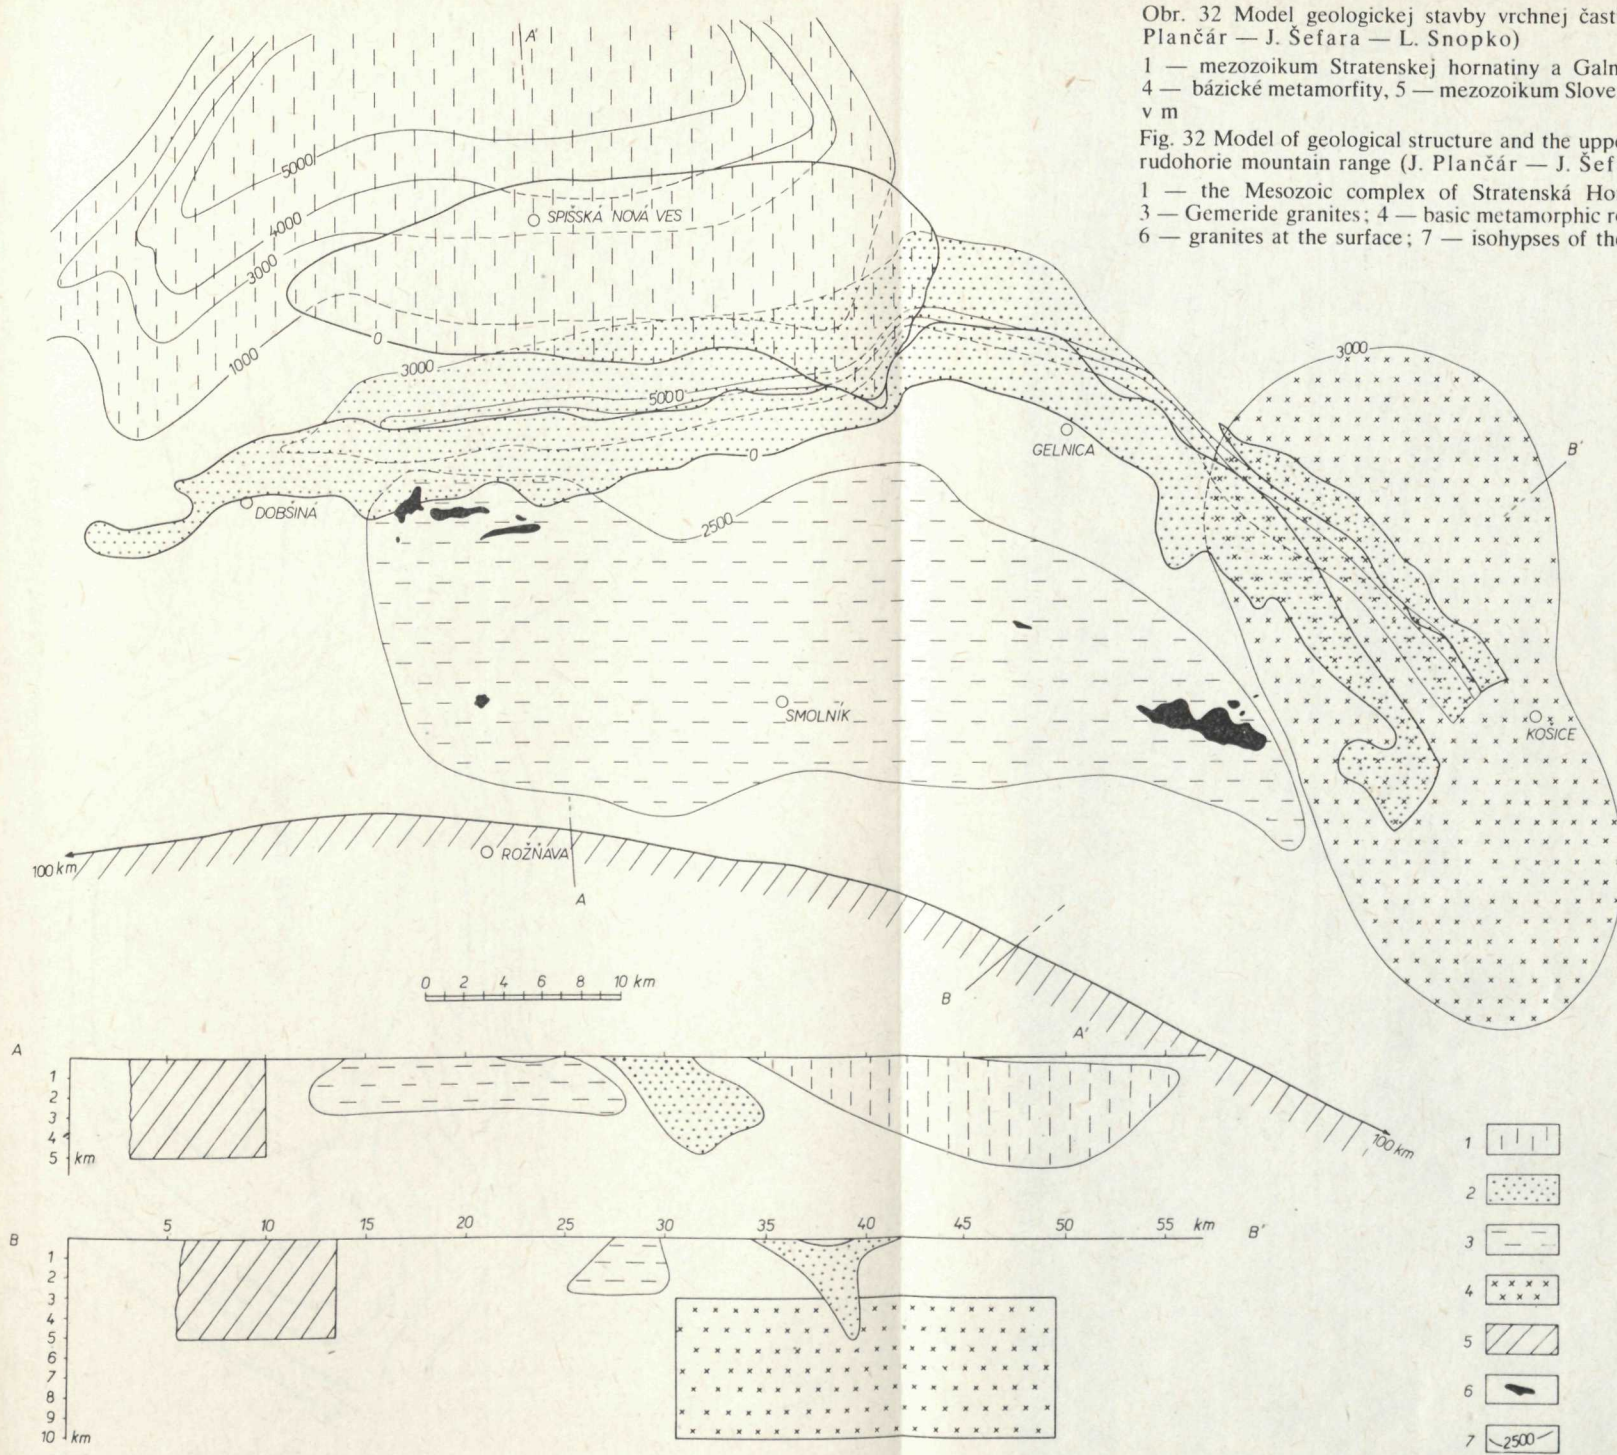 Obr. 32 Model geologickej stavby vrchnej čast
Plančár — J. Šefara — L. Snopko)
1 — mezozoikum Stratenskej hornatiny a Galm
4 — bázické metamorfity, 5 — mezozoikum Slove
v m
Fig. 32 Model of geological structure and the uppe
rudohorie mountain range (J. Plančár — J. Šef
1 — the Mesozoic complex of Stratenská Ho
3 — Gemeride granites; 4 — basic metamorphic r
6 — granites at the surface; 7 — isohypses of the
A'
5000
4000
3000
1000
0
SPIŠSKÁ NOVÁ VES
3000
5000
0
3000
GELNICA
B'
DOBŠINÁ
2500
SMOLNÍK
KOŠICE
100 km
ROŽŇAVA
A
B
0 2 4 6 8 10 km
A
A'
1
2
3
4
5 km
100 km
B
5 10 15 20 25 30 35 40 45 50 55 km
B'
1
2
3
4
5
6
7
8
9
10 km
1
2
3
4
5
6
7 2500